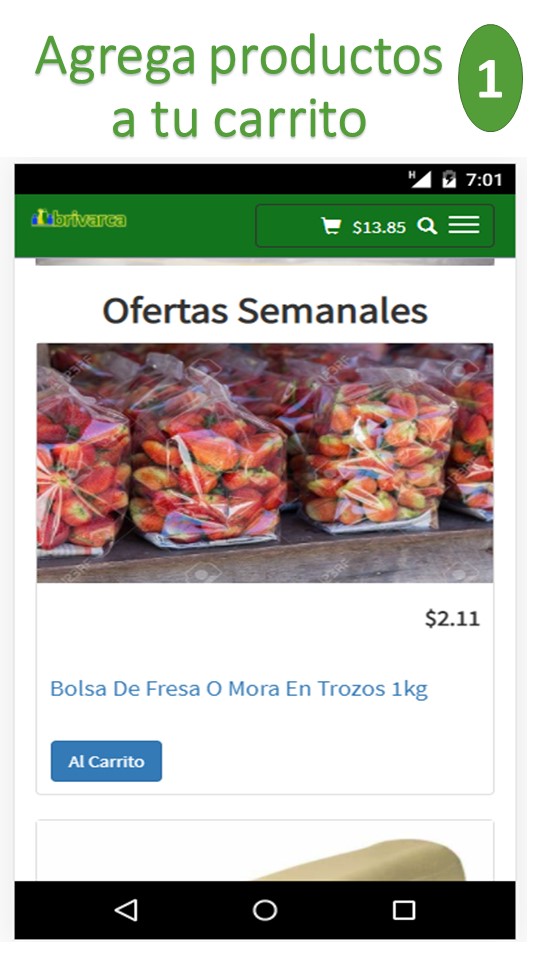 Agrega productos
a tu carrito
1
H
7:01
brivarca
$13.85
Ofertas Semanales
$2.11
Bolsa De Fresa O Mora En Trozos 1kg
Al Carrito